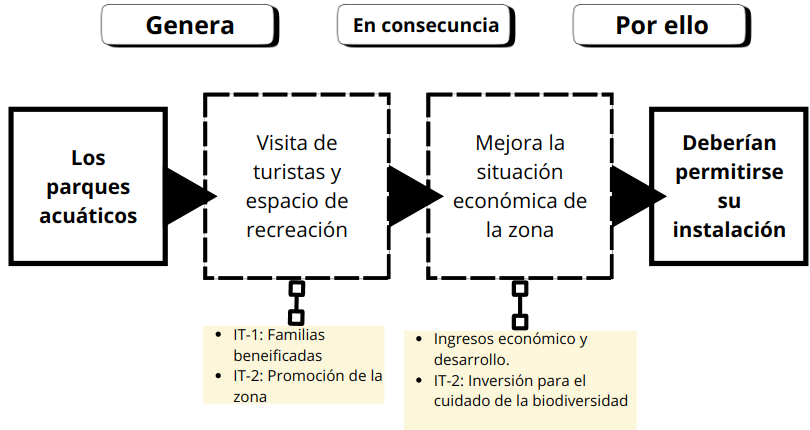 Genera
En consecuncia
Por ello
Los
parques
acuáticos
Visita de
turistas y
espacio de
recreación
Mejora la
situación
económica de
la zona
Deberían
permitirse
su
instalación
• IT-1: Familias
beneificadas
• IT-2: Promoción de la
zona
• Ingresos económico y
desarrollo.
• IT-2: Inversión para el
cuidado de la biodiversidad